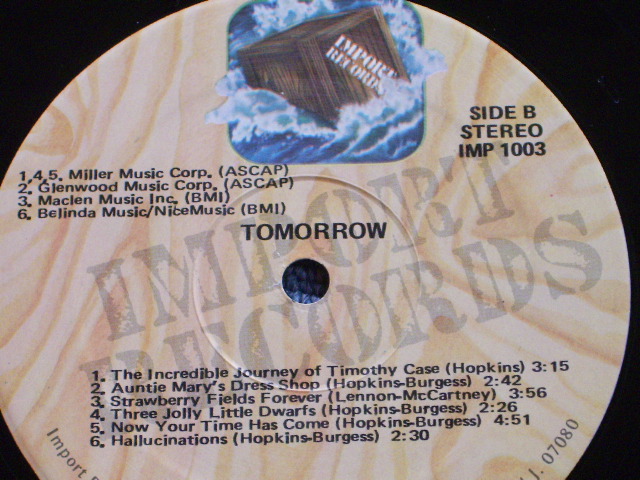 IMPORT
RECORDS
SIDE B
STEREO
IMP 1003
1,4,5. Miller Music Corp. (ASCAP)
2. Glenwood Music Corp. (ASCAP)
3. Maclen Music Inc. (BMI)
6. Belinda Music/NiceMusic (BMI)
TOMORROW
IMPORT
RECORDS
1. The Incredible Journey of Timothy Case (Hopkins) 3:15
2. Auntie Mary's Dress Shop (Hopkins-Burgess) 2:42
3. Strawberry Fields Forever (Lennon-McCartney) 3:56
4. Three Jolly Little Dwarfs (Hopkins-Burgess) 2:26
5. Now Your Time Has Come (Hopkins-Burgess) 4:51
6. Hallucinations (Hopkins-Burgess) 2:30
Import
J. 07080